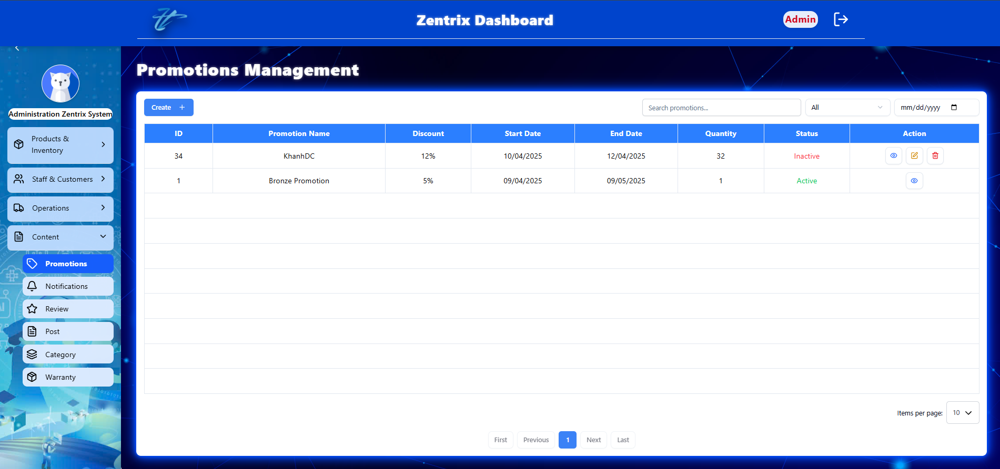 Zentrix Dashboard
Admin
Administration Zentrix System
Products &
Inventory
Staff & Customers
Operations
Content
Promotions
Notifications
Review
Post
Category
Warranty
Promotions Management
Create +
Search promotions...
All
mm/dd/yyyy
ID Promotion Name Discount Start Date End Date Quantity Status Action
34 KhanhDC 12% 10/04/2025 12/04/2025 32 Inactive
1 Bronze Promotion 5% 09/04/2025 09/05/2025 1 Active
Items per page: 10
First Previous 1 Next Last